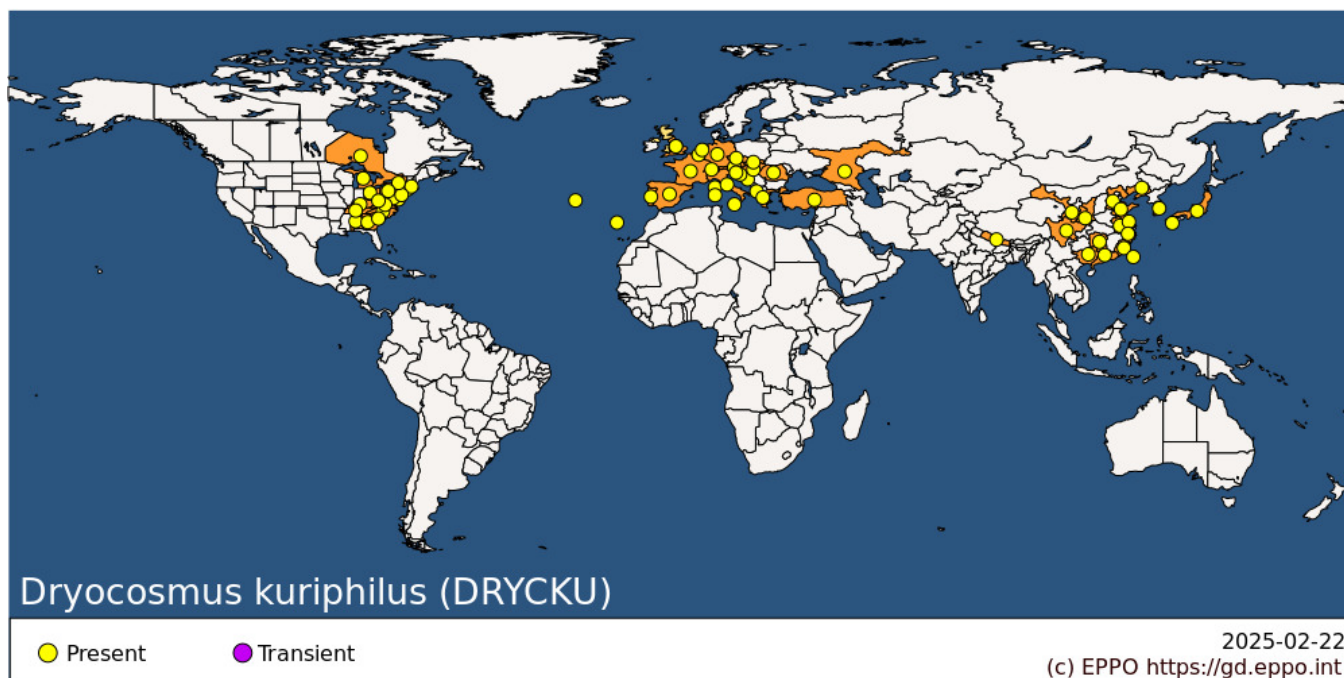 Dryocosmus kuriphilus (DRYCKU)
Present
Transient
2025-02-22
(c) EPPO https://gd.eppo.int